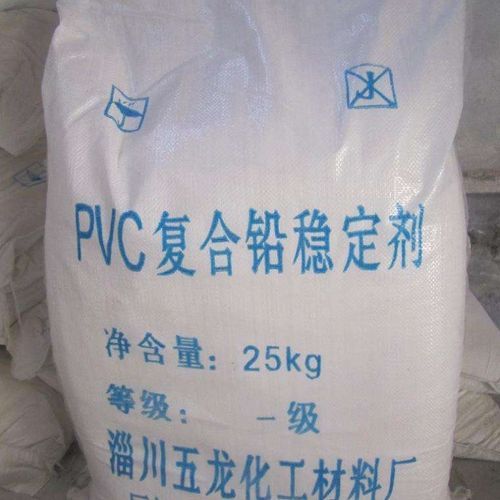 PVC复合铅稳定剂
净含量：25kg
等级：一级
淄川五龙化工材料厂